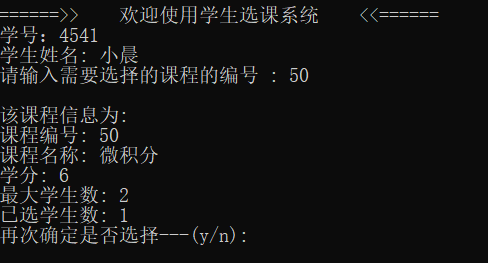 ======>>    欢迎使用学生选课系统    <<======
学号：4541
学生姓名: 小晨
请输入需要选择的课程的编号 : 50
该课程信息为:
课程编号: 50
课程名称: 微积分
学分: 6
最大学生数: 2
已选学生数: 1
再次确定是否选择---(y/n):